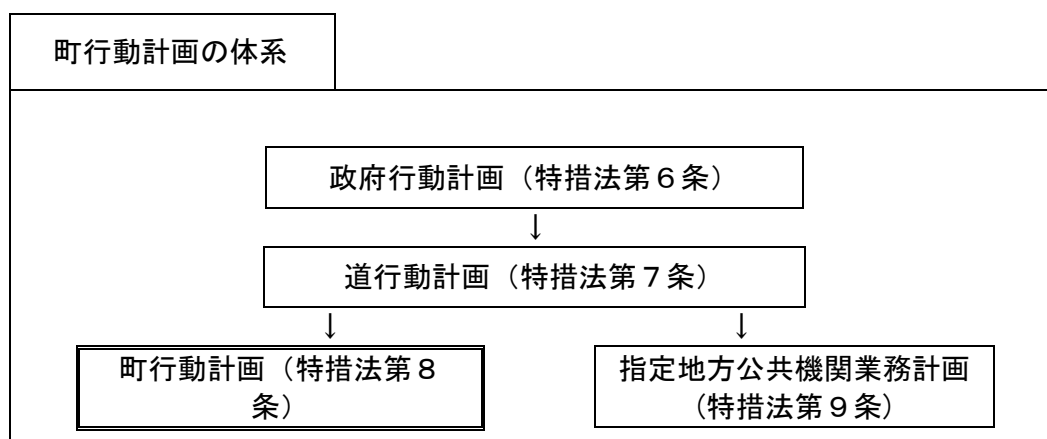 町行動計画の体系
政府行動計画（特措法第６条）
↓
道行動計画（特措法第７条）
↓ ↓
町行動計画（特措法第８
条）
指定地方公共機関業務計画
（特措法第９条）